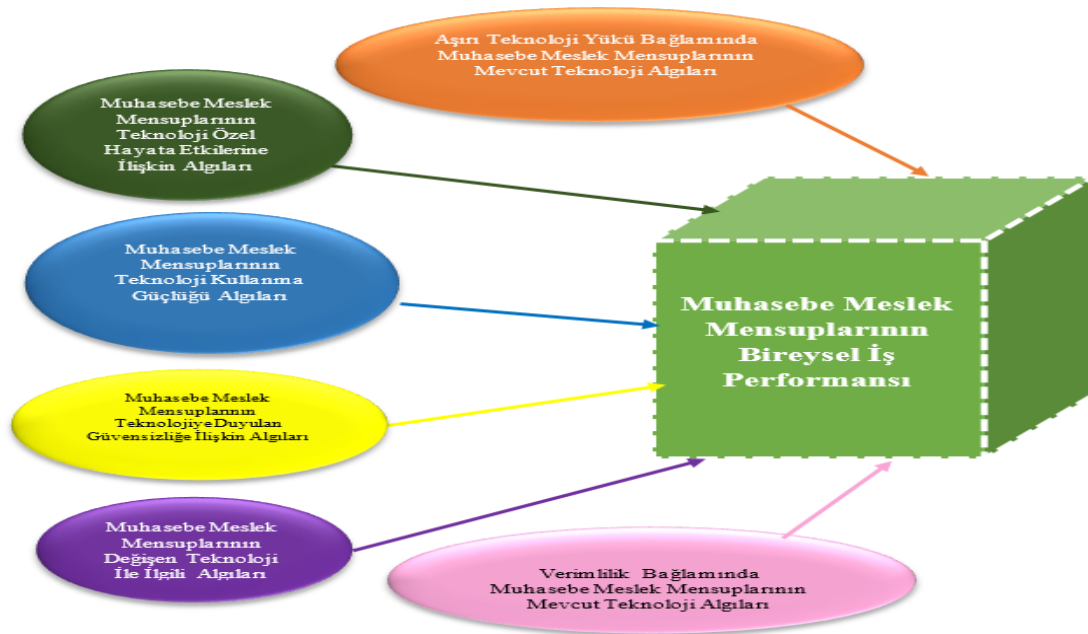 Aşırı Teknoloji Yükü Bağlamında
Muhasebe Meslek Mensuplarının
Mevcut Teknoloji Algıları
Muhasebe Meslek
Mensuplarının
Teknoloji Özel
Hayata Etkilerine
İlişkin Algıları
Muhasebe Meslek
Mensuplarının
Teknoloji Kullanma
Güçlüğü Algıları
Muhasebe Meslek
Mensuplarının
Teknolojiye Duyulan
Güvensizliğe İlişkin Algıları
Muhasebe Meslek
Mensuplarının
Değişen Teknoloji
İle İlgili Algıları
Verimlilik Bağlamında
Muhasebe Meslek Mensuplarının
Mevcut Teknoloji Algıları
Muhasebe Meslek
Mensuplarının
Bireysel İş
Performansı